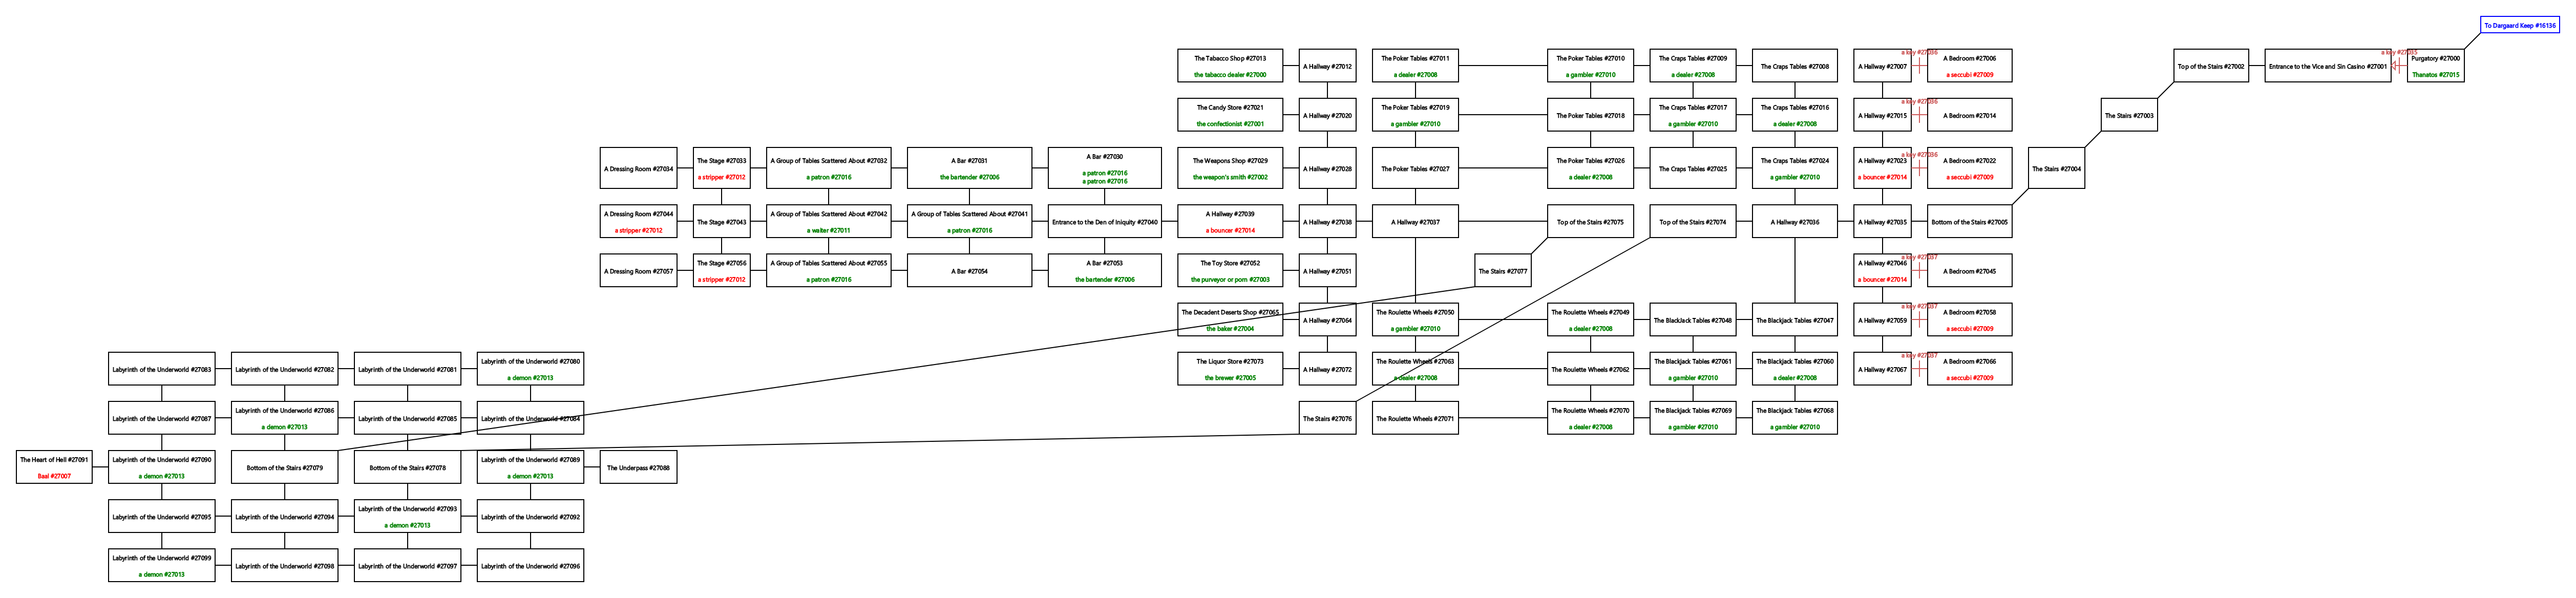 To Dargaard Keep #16136
The Tabacco Shop #27013
the tabacco dealer #27000
A Hallway #27012
The Poker Tables #27011
a dealer #27008
The Poker Tables #27010
a gambler #27010
The Craps Tables #27009
a dealer #27008
The Craps Tables #27008
A Hallway #27007
a key #27036
A Bedroom #27006
a seccubi #27009
Top of the Stairs #27002
Entrance to the Vice and Sin Casino #27001
a key #27035
Purgatory #27000
Thanatos #27015
The Candy Store #27021
the confectionist #27001
A Hallway #27020
The Poker Tables #27019
a gambler #27010
The Poker Tables #27018
The Craps Tables #27017
a gambler #27010
The Craps Tables #27016
a dealer #27008
A Hallway #27015
a key #27036
A Bedroom #27014
The Stairs #27003
A Dressing Room #27034
The Stage #27033
a stripper #27012
A Group of Tables Scattered About #27032
a patron #27016
A Bar #27031
the bartender #27006
A Bar #27030
a patron #27016
a patron #27016
The Weapons Shop #27029
the weapon's smith #27002
A Hallway #27028
The Poker Tables #27027
The Poker Tables #27026
a dealer #27008
The Craps Tables #27025
The Craps Tables #27024
a gambler #27010
A Hallway #27023
a bouncer #27014
a key #27036
A Bedroom #27022
a seccubi #27009
The Stairs #27004
A Dressing Room #27044
a stripper #27012
The Stage #27043
A Group of Tables Scattered About #27042
a waiter #27011
A Group of Tables Scattered About #27041
a patron #27016
Entrance to the Den of Iniquity #27040
A Hallway #27039
a bouncer #27014
A Hallway #27038
A Hallway #27037
Top of the Stairs #27075
Top of the Stairs #27074
A Hallway #27036
A Hallway #27035
Bottom of the Stairs #27005
A Dressing Room #27057
The Stage #27056
a stripper #27012
A Group of Tables Scattered About #27055
a patron #27016
A Bar #27054
A Bar #27053
the bartender #27006
The Toy Store #27052
the purveyor or porn #27003
A Hallway #27051
The Stairs #27077
A Hallway #27046
a bouncer #27014
a key #27037
A Bedroom #27045
The Decadent Deserts Shop #27065
the baker #27004
A Hallway #27064
The Roulette Wheels #27050
a gambler #27010
The Roulette Wheels #27049
a dealer #27008
The BlackJack Tables #27048
The Blackjack Tables #27047
A Hallway #27059
a key #27037
A Bedroom #27058
a seccubi #27009
Labyrinth of the Underworld #27083
Labyrinth of the Underworld #27082
Labyrinth of the Underworld #27081
Labyrinth of the Underworld #27080
a demon #27013
The Liquor Store #27073
the brewer #27005
A Hallway #27072
The Roulette Wheels #27063
a dealer #27008
The Roulette Wheels #27062
The Blackjack Tables #27061
a gambler #27010
The Blackjack Tables #27060
a dealer #27008
A Hallway #27067
a key #27037
A Bedroom #27066
a seccubi #27009
Labyrinth of the Underworld #27087
Labyrinth of the Underworld #27086
a demon #27013
Labyrinth of the Underworld #27085
Labyrinth of the Underworld #27084
The Stairs #27076
The Roulette Wheels #27071
The Roulette Wheels #27070
a dealer #27008
The Blackjack Tables #27069
a gambler #27010
The Blackjack Tables #27068
a gambler #27010
The Heart of Hell #27091
Baal #27007
Labyrinth of the Underworld #27090
a demon #27013
Bottom of the Stairs #27079
Bottom of the Stairs #27078
Labyrinth of the Underworld #27089
a demon #27013
The Underpass #27088
Labyrinth of the Underworld #27095
Labyrinth of the Underworld #27094
Labyrinth of the Underworld #27093
a demon #27013
Labyrinth of the Underworld #27092
Labyrinth of the Underworld #27099
a demon #27013
Labyrinth of the Underworld #27098
Labyrinth of the Underworld #27097
Labyrinth of the Underworld #27096